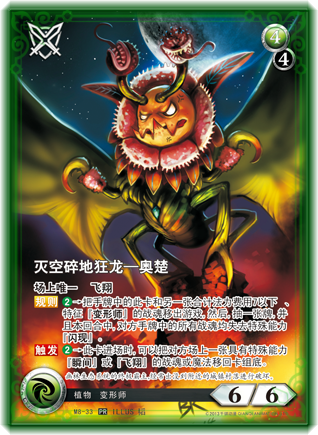 4
4
灭空碎地狂龙—奥楚
场上唯一 飞翔
规则 2→把手牌中的此卡和另一张合计法力费用7以下、
特征『变形师』的战魂移出游戏，然后，抽一张牌，并
且本回合中，对方手牌中的所有战魂均失去特殊能力
『闪现』。
触发 2→此卡进场时，可以把对方场上一张具有特殊能力
『瞬间』或『飞翔』的战魂或魔法移回卡组底。
植物 变形师
6/6
M8-33 PR ILLUS.